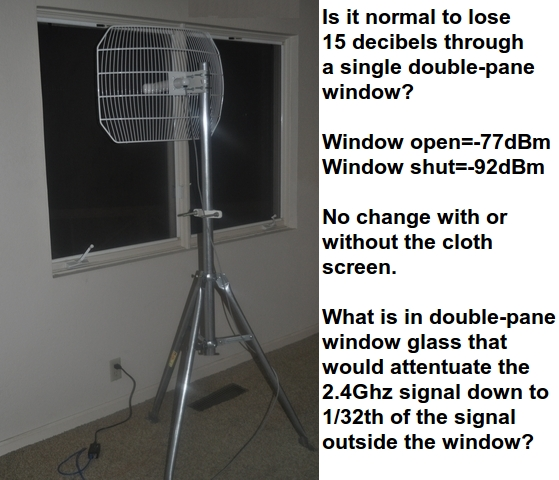 Is it normal to lose
15 decibels through
a single double-pane
window?
Window open=-77dBm
Window shut=-92dBm
No change with or
without the cloth
screen.
What is in double-pane
window glass that
would attentuate the
2.4Ghz signal down to
1/32th of the signal
outside the window?